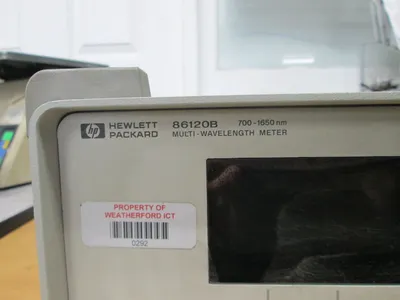 hp HEWLETT PACKARD 86120B 700-1650 nm
MULTI-WAVELENGTH METER
PROPERTY OF
WEATHERFORD ICT
0292